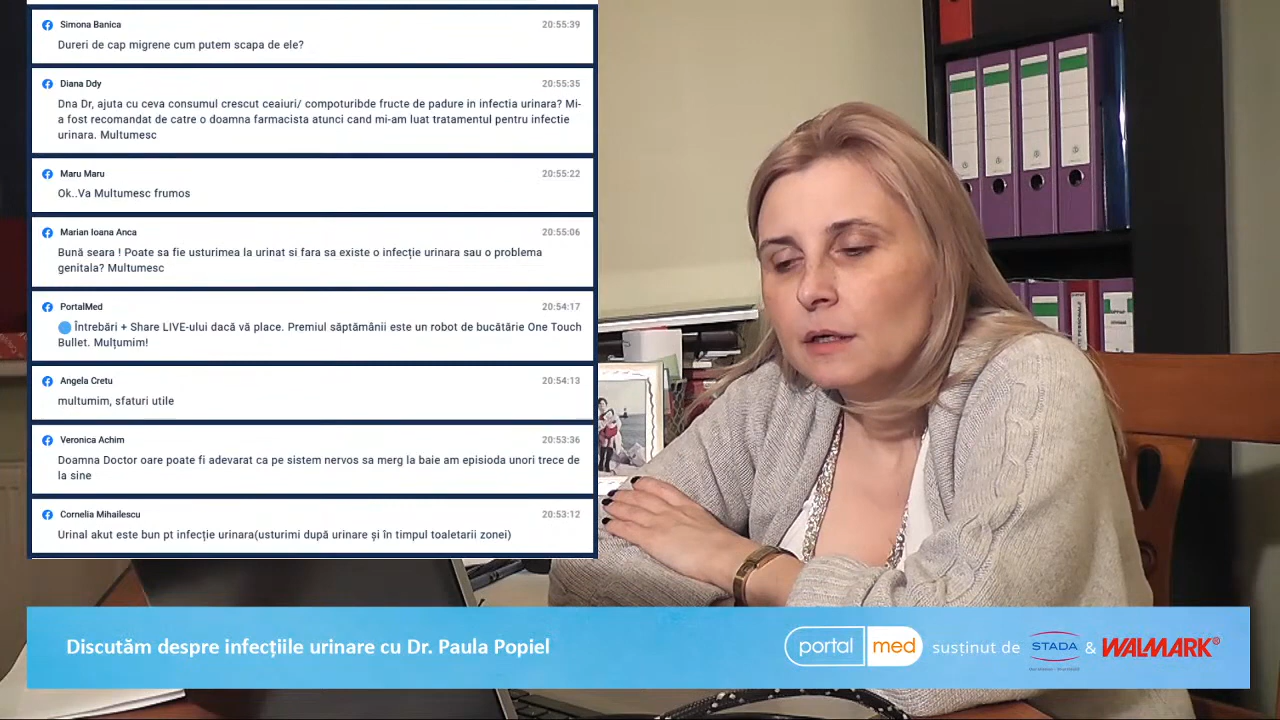 Simona Banica 20:55:39
Dureri de cap migrene cum putem scapa de ele?
Diana Ddy 20:55:35
Dna Dr, ajuta cu ceva consumul crescut ceaiuri/ compoturibde fructe de padure in infectia urinara? Mi-
a fost recomandat de catre o doamna farmacista atunci cand mi-am luat tratamentul pentru infectie
urinara. Multumesc
Maru Maru 20:55:22
Ok..Va Multumesc frumos
Marian Ioana Anca 20:55:06
Bună seara ! Poate sa fie usturimea la urinat si fara sa existe o infecție urinara sau o problema
genitala? Multumesc
PortalMed 20:54:17
🔵 Întrebări + Share LIVE-ului dacă vă place. Premiul săptămânii este un robot de bucătărie One Touch
Bullet. Mulțumim!
Angela Cretu 20:54:13
multumim, sfaturi utile
Veronica Achim 20:53:36
Doamna Doctor oare poate fi adevarat ca pe sistem nervos sa merg la baie am episioda unori trece de
la sine
Cornelia Mihailescu 20:53:12
Urinal akut este bun pt infecție urinara(usturimi după urinare și în timpul toaletarii zonei)
Discutăm despre infecțiile urinare cu Dr. Paula Popiel
portal med susținut de STADA & WALMARK®